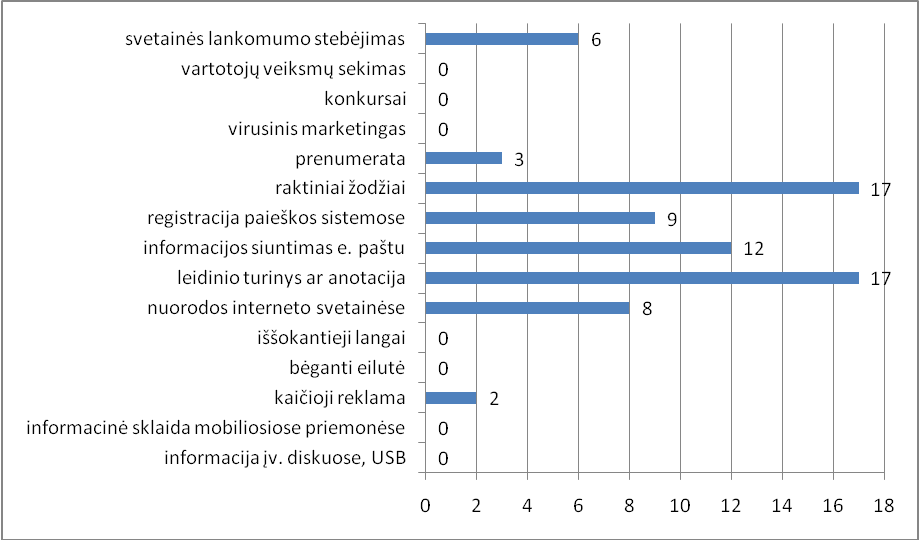 svetainės lankomumo stebėjimas 6
vartotojų veiksmų sekimas 0
konkursai 0
virusinis marketingas 0
prenumerata 3
raktiniai žodžiai 17
registracija paieškos sistemose 9
informacijos siuntimas e. paštu 12
leidinio turinys ar anotacija 17
nuorodos interneto svetainėse 8
iššokantieji langai 0
bėganti eilutė 0
kaičioji reklama 2
informacinė sklaida mobiliosiose priemonėse 0
informacija įv. diskuose, USB 0
0 2 4 6 8 10 12 14 16 18